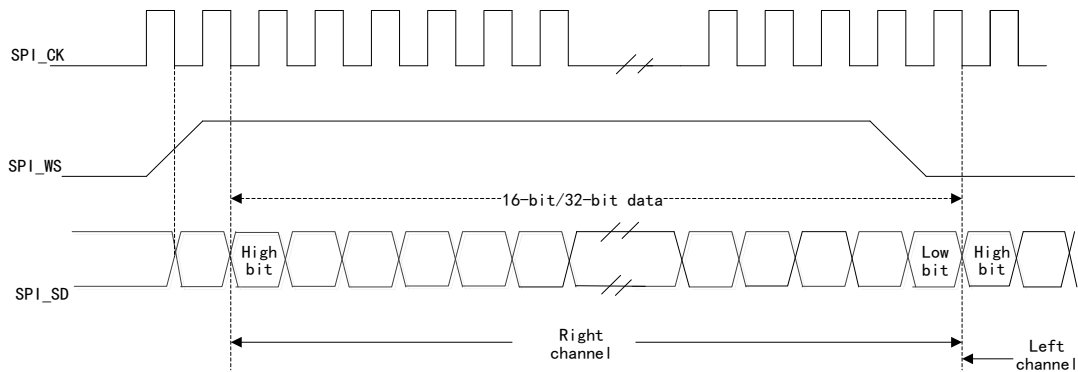 SPI_CK
SPI_WS
16-bit/32-bit data
High
bit
Low
bit
High
bit
SPI_SD
Right
channel
Left
channel